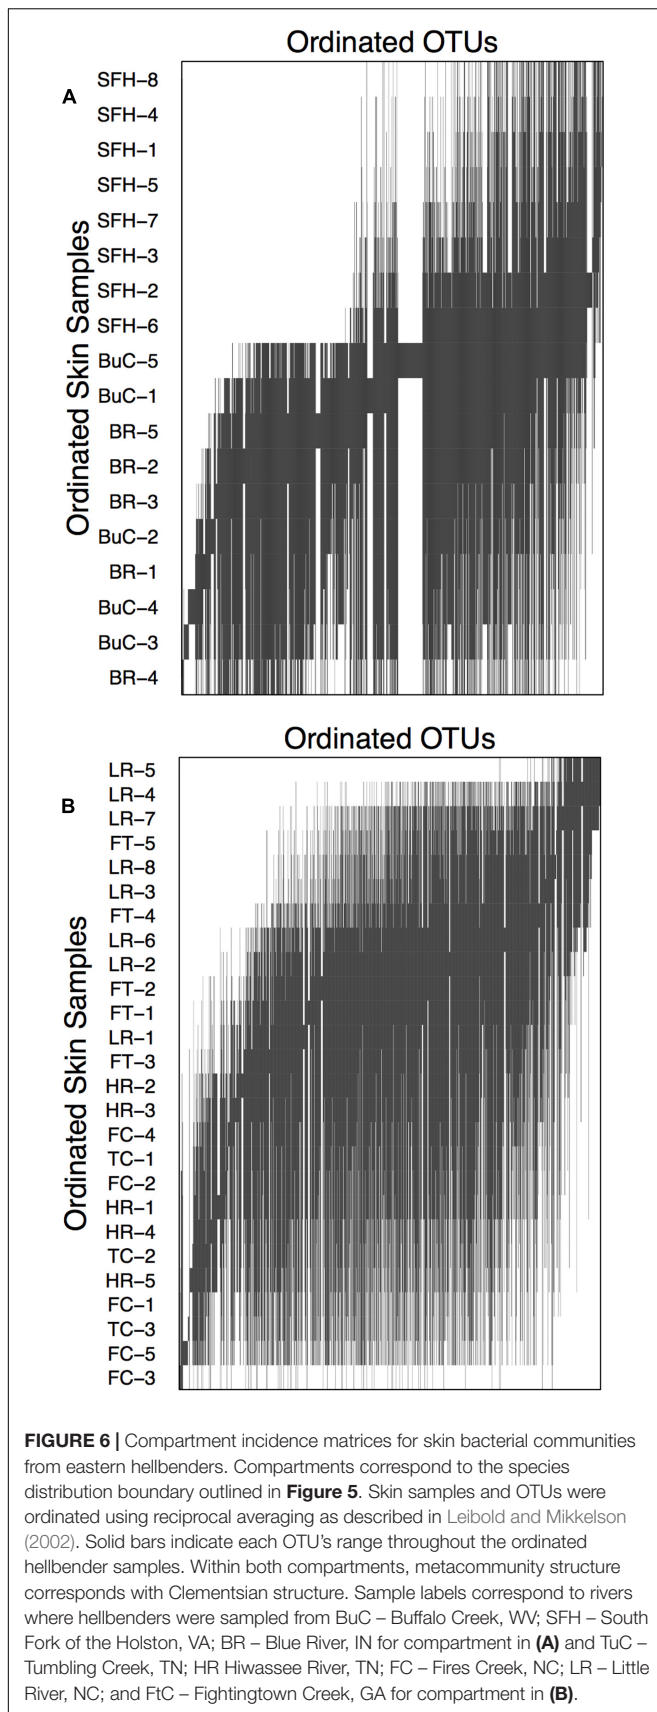 Ordinated OTUs
A
Ordinated Skin Samples
SFH−8
SFH−4
SFH−1
SFH−5
SFH−7
SFH−3
SFH−2
SFH−6
BuC−5
BuC−1
BR−5
BR−2
BR−3
BuC−2
BR−1
BuC−4
BuC−3
BR−4
Ordinated OTUs
B
Ordinated Skin Samples
LR−5
LR−4
LR−7
FT−5
LR−8
LR−3
FT−4
LR−6
LR−2
FT−2
FT−1
LR−1
FT−3
HR−2
HR−3
FC−4
TC−1
FC−2
HR−1
HR−4
TC−2
HR−5
FC−1
TC−3
FC−5
FC−3
FIGURE 6 | Compartment incidence matrices for skin bacterial communities
from eastern hellbenders. Compartments correspond to the species
distribution boundary outlined in Figure 5. Skin samples and OTUs were
ordinated using reciprocal averaging as described in Leibold and Mikkelson
(2002). Solid bars indicate each OTU's range throughout the ordinated
hellbender samples. Within both compartments, metacommunity structure
corresponds with Clementsian structure. Sample labels correspond to rivers
where hellbenders were sampled from BuC – Buffalo Creek, WV; SFH – South
Fork of the Holston, VA; BR – Blue River, IN for compartment in (A) and TuC –
Tumbling Creek, TN; HR Hiwassee River, TN; FC – Fires Creek, NC; LR – Little
River, NC; and FtC – Fightingtown Creek, GA for compartment in (B).